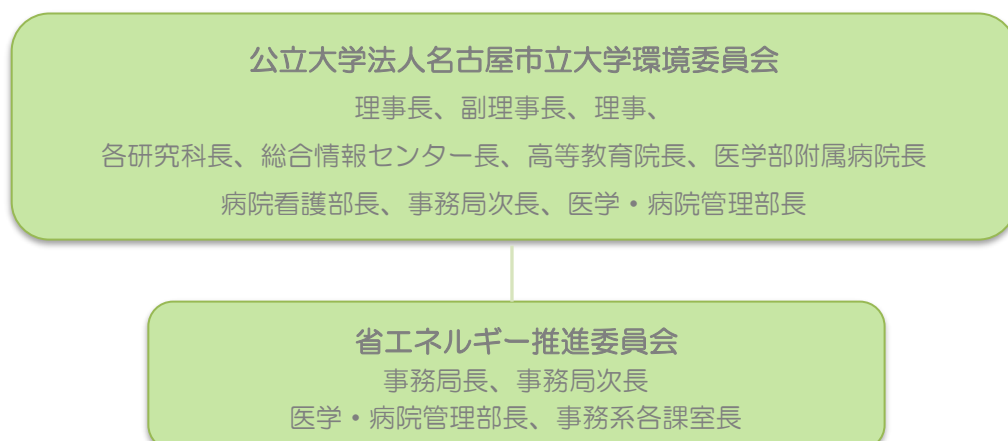 公立大学法人名古屋市立大学環境委員会
理事長、副理事長、理事、
各研究科長、総合情報センター長、高等教育院長、医学部附属病院長
病院看護部長、事務局次長、医学・病院管理部長
省エネルギー推進委員会
事務局長、事務局次長
医学・病院管理部長、事務系各課室長